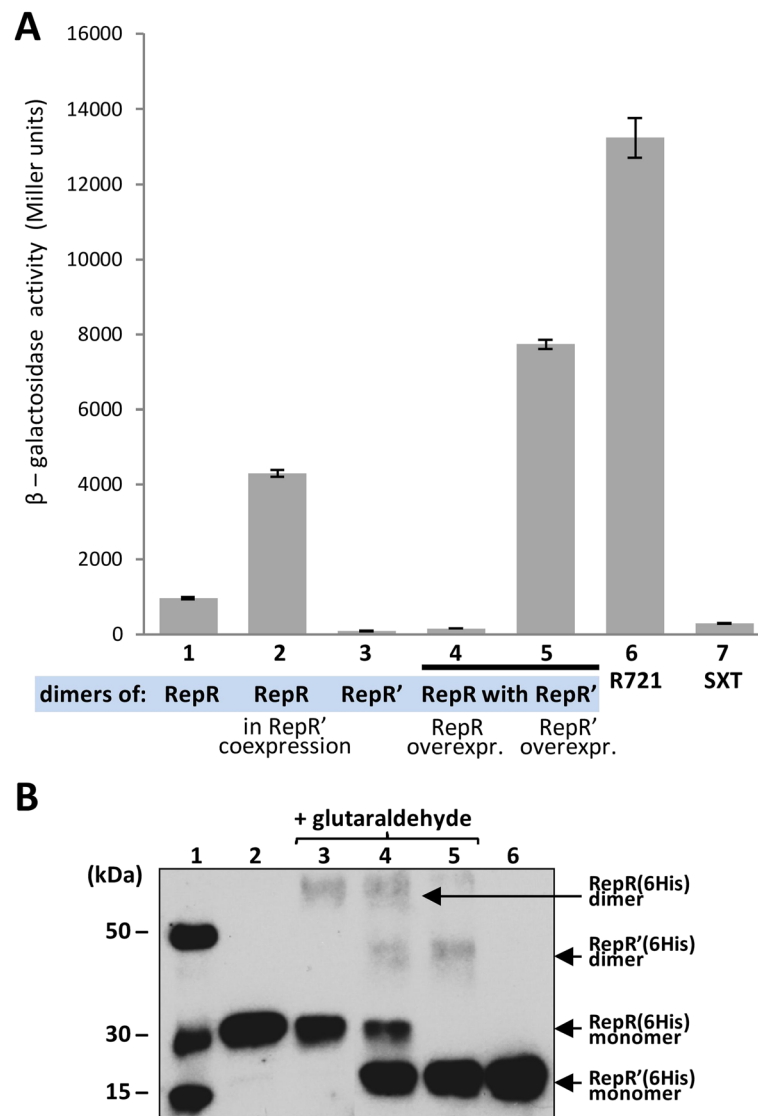 A
β – galactosidase activity (Miller units)
16000
14000
12000
10000
8000
6000
4000
2000
0
1 2 3 4 5 6 7
R721 SXT
dimers of: RepR RepR RepR' RepR with RepR'
in RepR'
coexpression
RepR
overexpr.
RepR'
overexpr.
B
+ glutaraldehyde
(kDa) 1 2 3 4 5 6
50 –
30 –
15 –
RepR(6His)
dimer
RepR'(6His)
dimer
RepR(6His)
monomer
RepR'(6His)
monomer